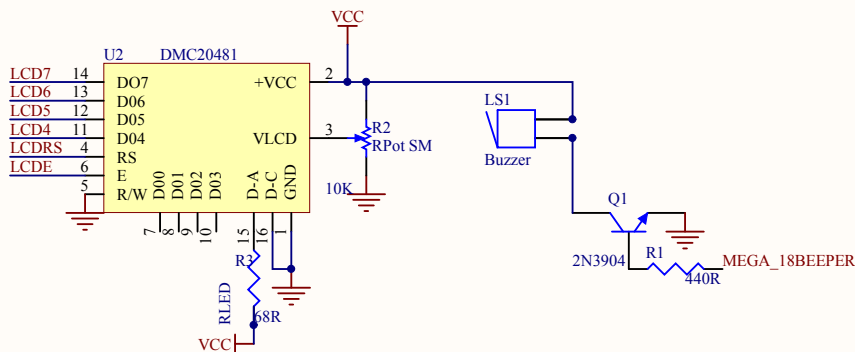 VCC
U2 DMC20481
LCD7 14 DO7 +VCC 2
LCD6 13 D06
LCD5 12 D05
LCD4 11 D04 VLCD 3
LCDRS 4 RS
LCDE 6 E
5 R/W
D00 D01 D02 D03 D-A D-C GND
7 8 9 10 15 16 1
R2
RPot SM
10K
LS1
Buzzer
Q1
2N3904
R1
440R
MEGA_18BEEPER
R3
RLED
68R
VCC